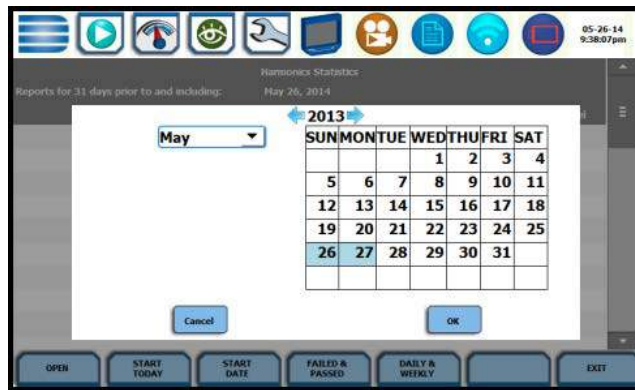 05-26-14
9:38:07pm
Harmonics Statistics
Reports for 31 days prior to and including: May 26, 2014
2013
May
SUN MON TUE WED THU FRI SAT
1 2 3 4
5 6 7 8 9 10 11
12 13 14 15 16 17 18
19 20 21 22 23 24 25
26 27 28 29 30 31
Cancel
OK
OPEN
START TODAY
START DATE
FAILED & PASSED
DAILY & WEEKLY
EXIT